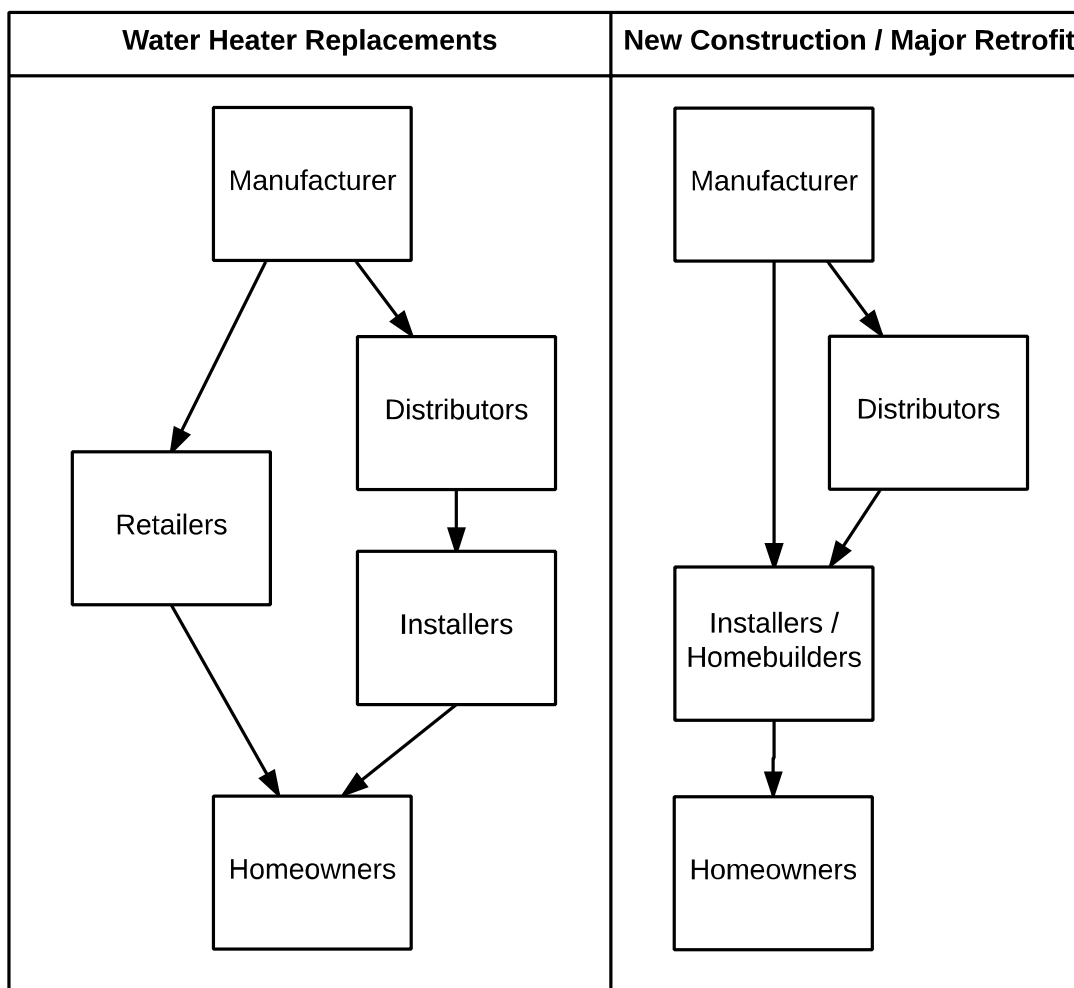 Water Heater Replacements
New Construction / Major Retrofit
Manufacturer
Manufacturer
Distributors
Distributors
Retailers
Installers
Installers /
Homebuilders
Homeowners
Homeowners